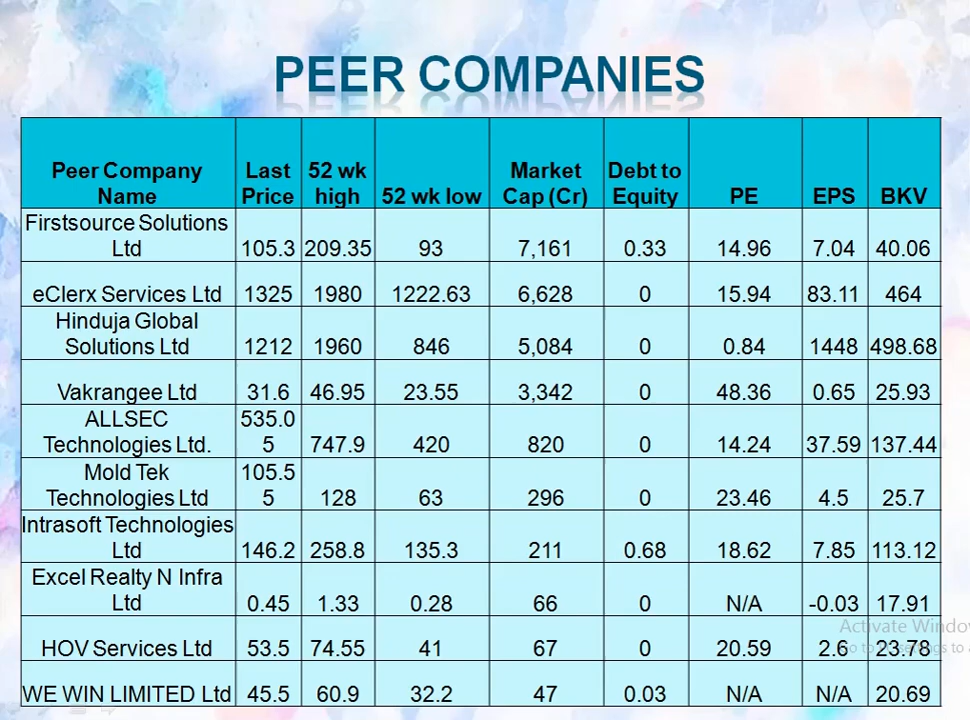 PEER COMPANIES
Peer Company Name | Last Price | 52 wk high | 52 wk low | Market Cap (Cr) | Debt to Equity | PE | EPS | BKV
Firstsource Solutions Ltd | 105.3 | 209.35 | 93 | 7,161 | 0.33 | 14.96 | 7.04 | 40.06
eClerx Services Ltd | 1325 | 1980 | 1222.63 | 6,628 | 0 | 15.94 | 83.11 | 464
Hinduja Global Solutions Ltd | 1212 | 1960 | 846 | 5,084 | 0 | 0.84 | 1448 | 498.68
Vakrangee Ltd | 31.6 | 46.95 | 23.55 | 3,342 | 0 | 48.36 | 0.65 | 25.93
ALLSEC Technologies Ltd. | 535.05 | 747.9 | 420 | 820 | 0 | 14.24 | 37.59 | 137.44
Mold Tek Technologies Ltd | 105.55 | 128 | 63 | 296 | 0 | 23.46 | 4.5 | 25.7
Intrasoft Technologies Ltd | 146.2 | 258.8 | 135.3 | 211 | 0.68 | 18.62 | 7.85 | 113.12
Excel Realty N Infra Ltd | 0.45 | 1.33 | 0.28 | 66 | 0 | N/A | -0.03 | 17.91
Activate Windo
HOV Services Ltd | 53.5 | 74.55 | 41 | 67 | 0 | 20.59 | 2.6 | 23.78
WE WIN LIMITED Ltd | 45.5 | 60.9 | 32.2 | 47 | 0.03 | N/A | N/A | 20.69